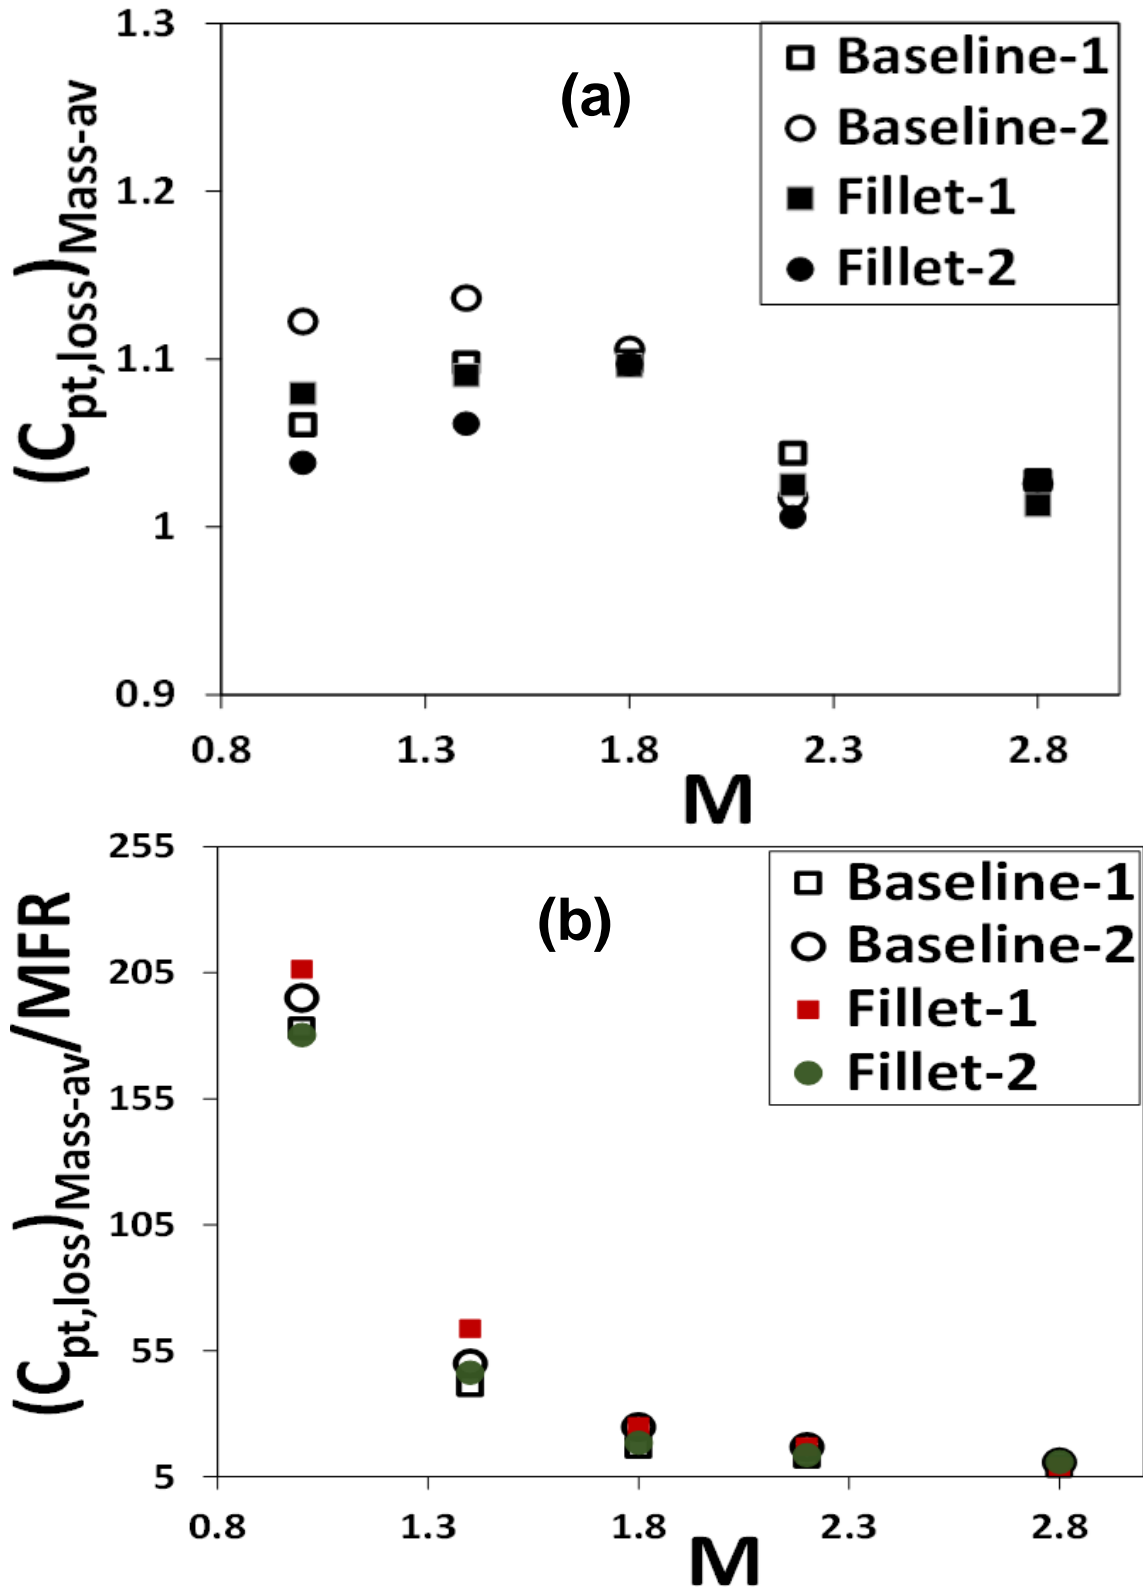 (a)
(Cpt,loss)Mass-av
1.3
1.2
1.1
1
0.9
Baseline-1
Baseline-2
Fillet-1
Fillet-2
0.8 1.3 1.8 2.3 2.8
M
(b)
(Cpt,loss)Mass-av/MFR
255
205
155
105
55
5
Baseline-1
Baseline-2
Fillet-1
Fillet-2
0.8 1.3 1.8 2.3 2.8
M